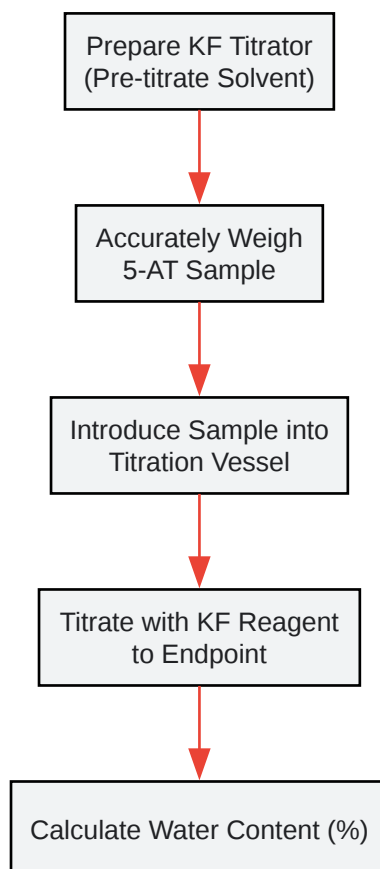 Prepare KF Titrator
(Pre-titrate Solvent)
Accurately Weigh
5-AT Sample
Introduce Sample into
Titration Vessel
Titrate with KF Reagent
to Endpoint
Calculate Water Content (%)